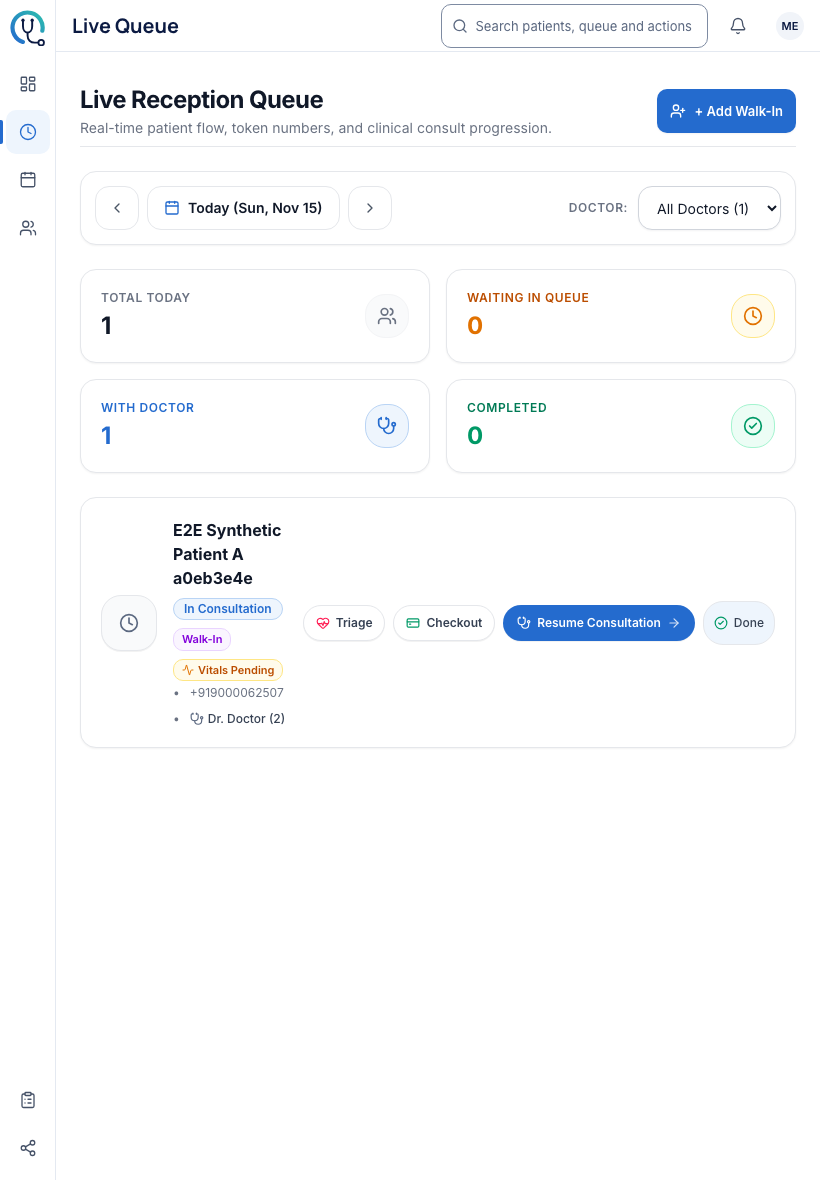 Live Queue
Search patients, queue and actions
ME
Live Reception Queue
Real-time patient flow, token numbers, and clinical consult progression.
+ Add Walk-In
Today (Sun, Nov 15)
DOCTOR:
All Doctors (1)
TOTAL TODAY
1
WAITING IN QUEUE
0
WITH DOCTOR
1
COMPLETED
0
E2E Synthetic
Patient A
a0eb3e4e
In Consultation
Walk-In
Vitals Pending
• +919000062507
• Dr. Doctor (2)
Triage
Checkout
Resume Consultation
Done